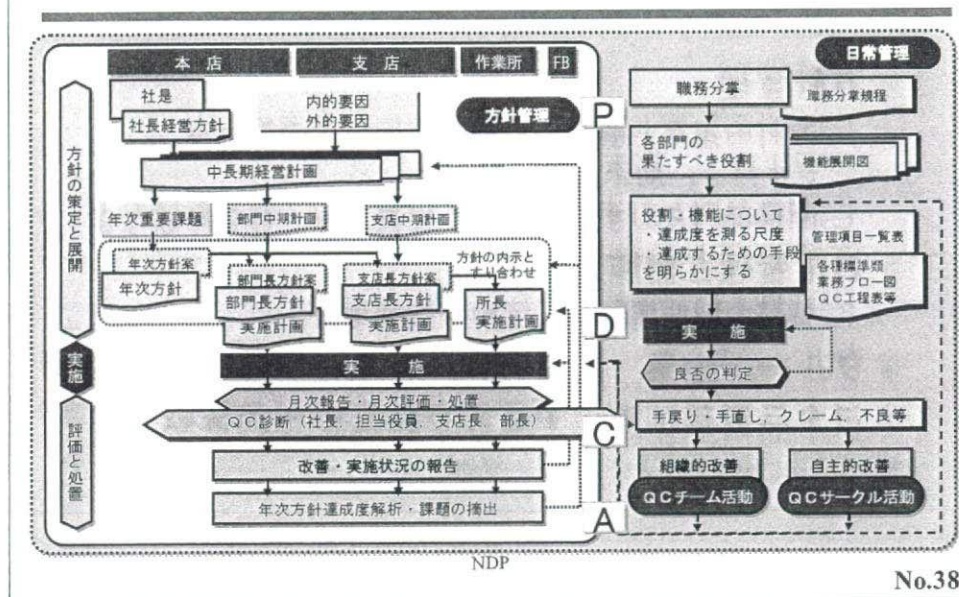 本店
支店
作業所
FB
日常管理
方針管理
方針の策定と展開
実施
評価と処置
社是
社長経営方針
内的要因
外的要因
中長期経営計画
年次重要課題
部門中期計画
支店中期計画
年次方針案
年次方針
部門長方針案
部門長方針
実施計画
支店長方針案
支店長方針
実施計画
方針の内示と
すり合わせ
所長
実施計画
実施
月次報告・月次評価・処置
QC診断（社長、担当役員、支店長、部長）
改善・実施状況の報告
年次方針達成度解析・課題の摘出
P
D
C
A
職務分掌
職務分掌規程
各部門の
果たすべき役割
機能展開図
役割・機能について
・達成度を測る尺度
・達成するための手段
を明らかにする
管理項目一覧表
各種標準類
業務フロー図
QC工程表等
実施
良否の判定
手戻り・手直し、クレーム、不良等
組織的改善
QCチーム活動
自主的改善
QCサークル活動
NDP
No.38